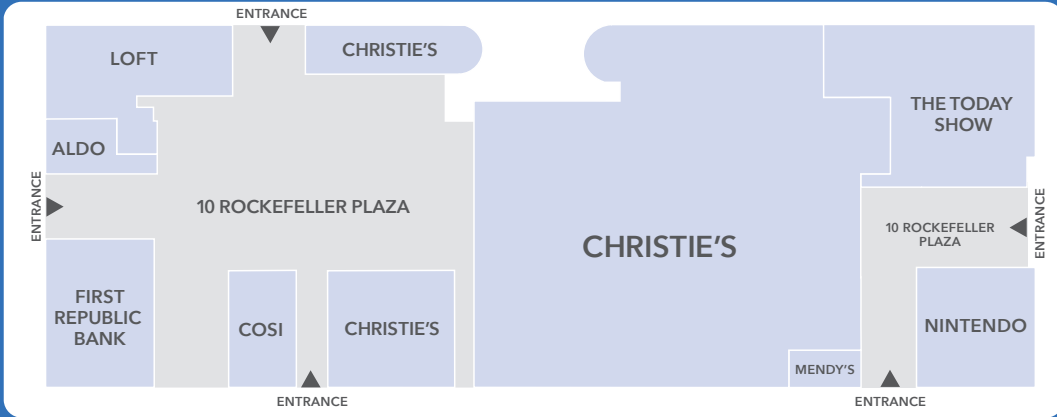 ENTRANCE
LOFT
CHRISTIE'S
THE TODAY
SHOW
ALDO
ENTRANCE
10 ROCKEFELLER PLAZA
10 ROCKEFELLER
PLAZA
ENTRANCE
CHRISTIE'S
FIRST
REPUBLIC
BANK
COSI
CHRISTIE'S
NINTENDO
MENDY'S
ENTRANCE
ENTRANCE